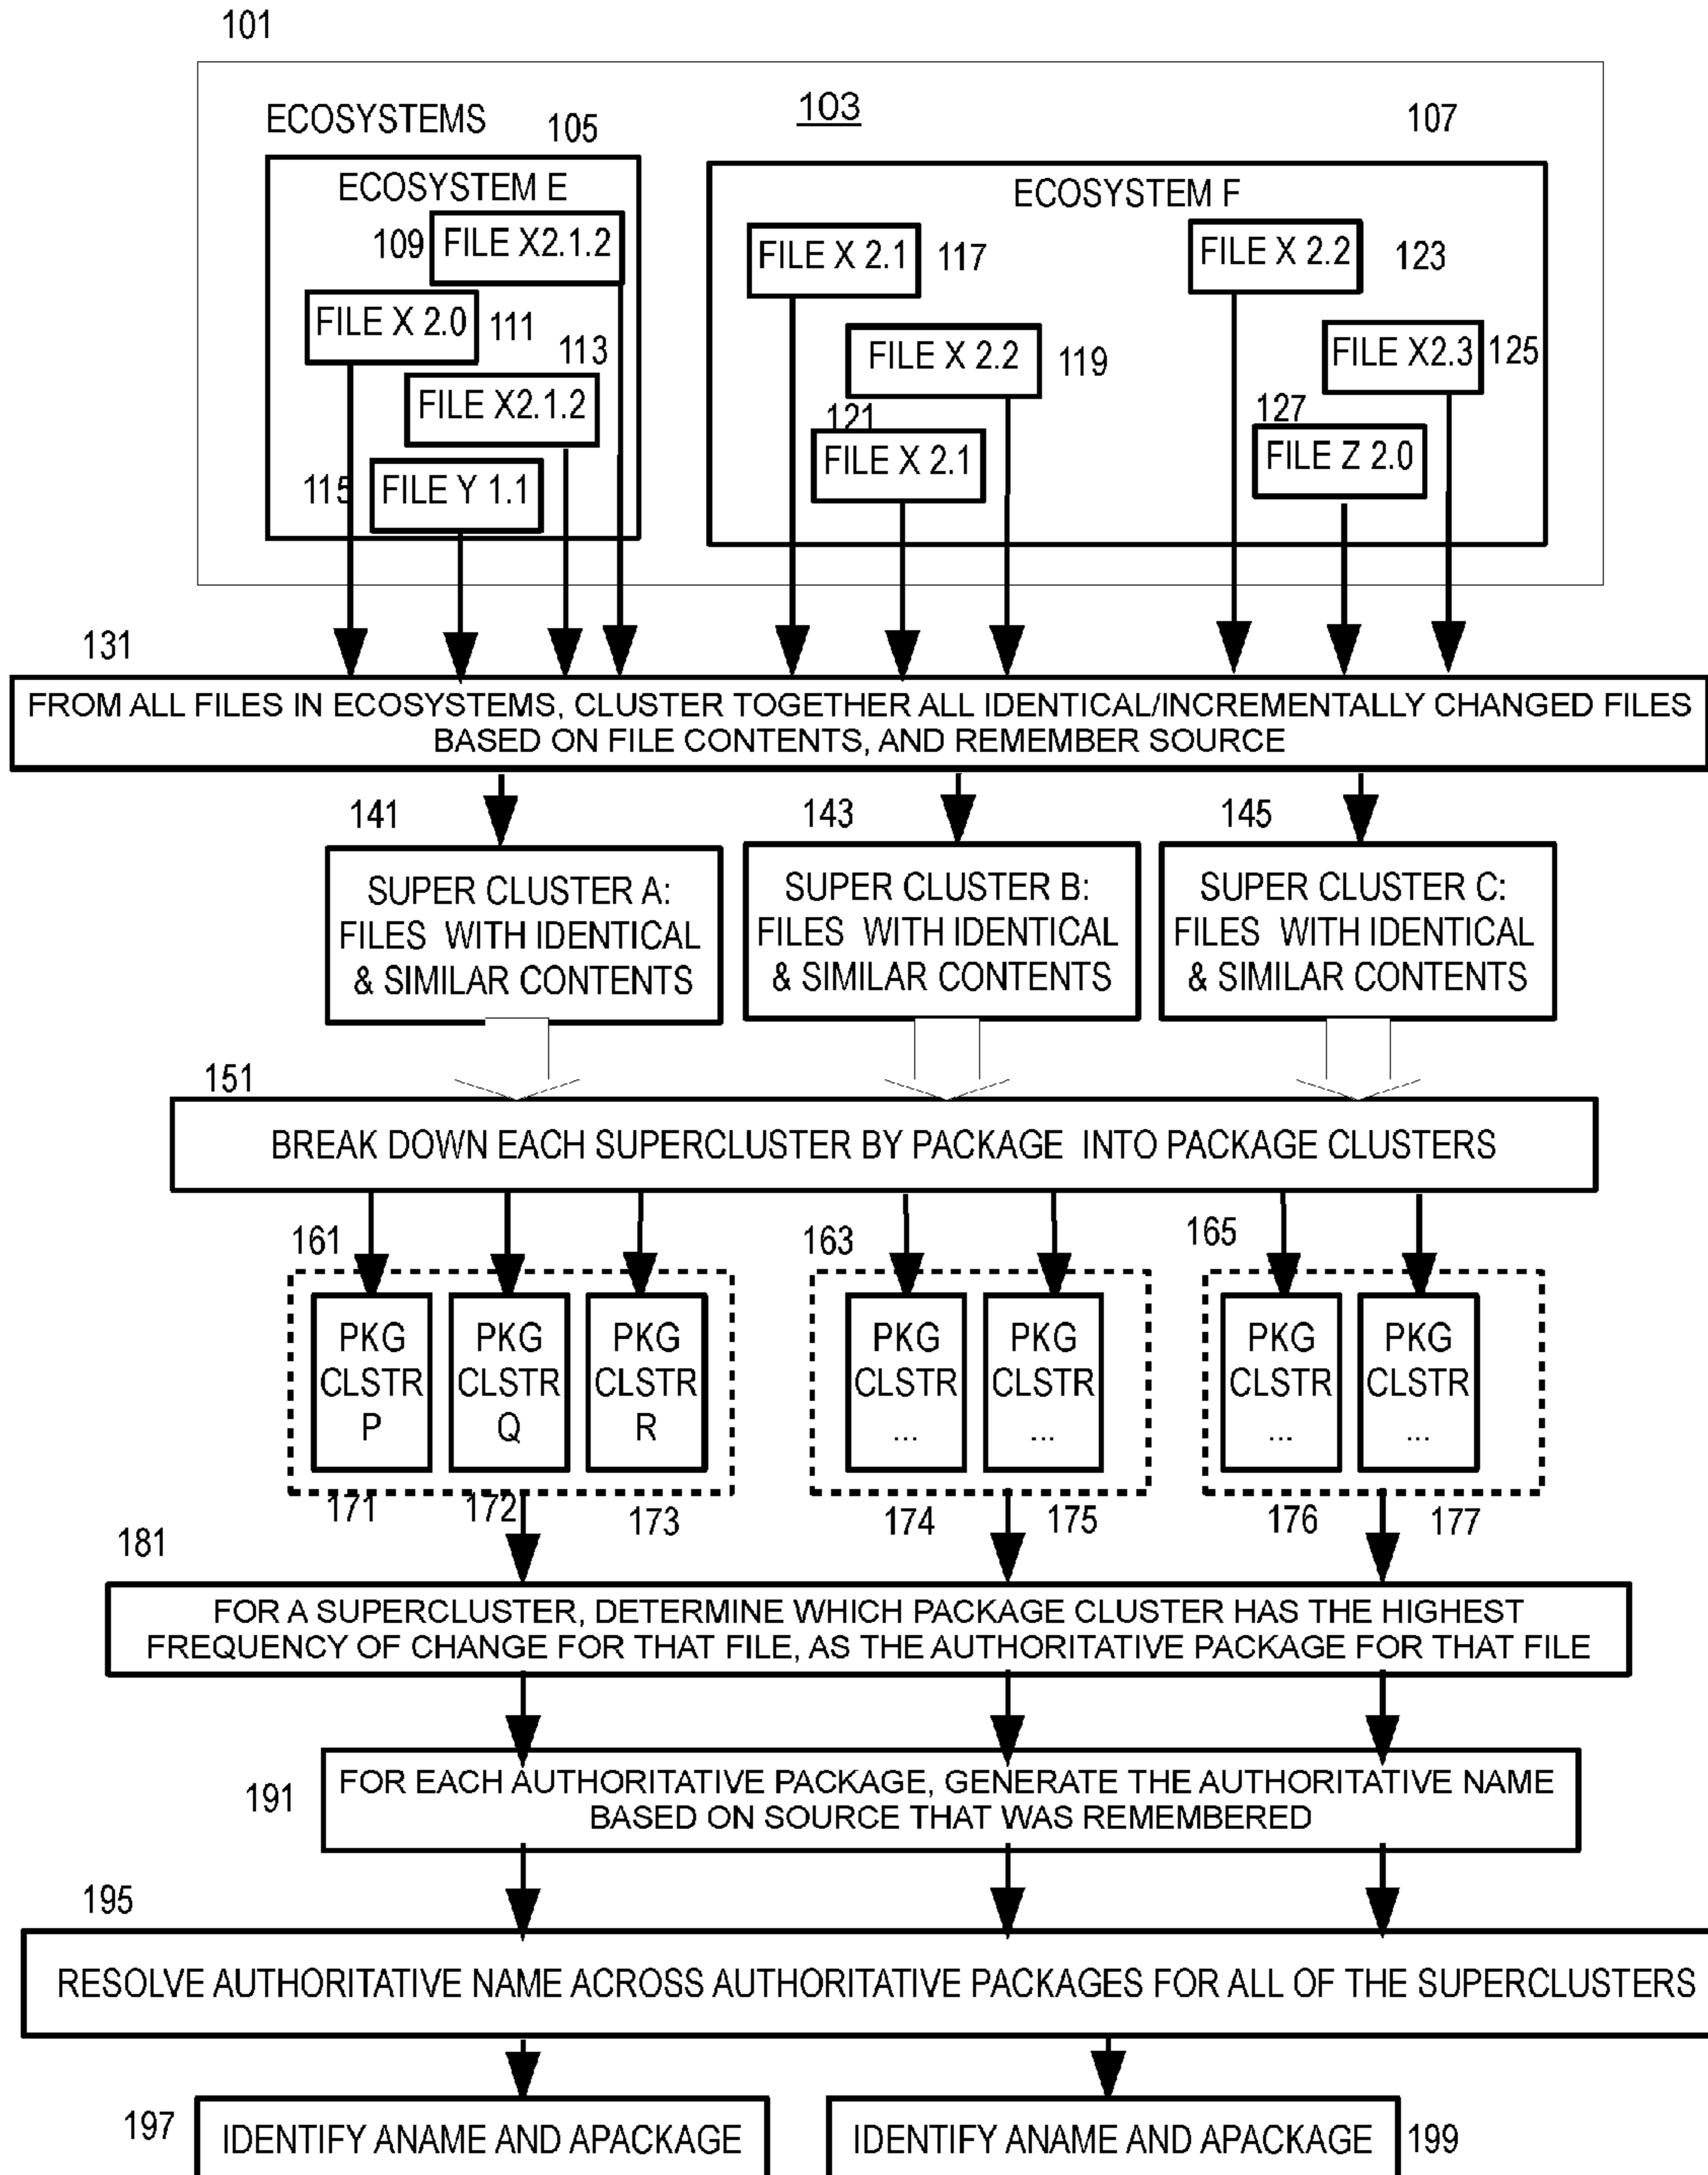 101
ECOSYSTEMS
103
105
107
ECOSYSTEM E
ECOSYSTEM F
109
FILE X2.1.2
FILE X 2.1
117
FILE X 2.2
123
FILE X 2.0
111
113
FILE X 2.2
119
FILE X2.3
125
FILE X2.1.2
121
127
115
FILE Y 1.1
FILE X 2.1
FILE Z 2.0
131
FROM ALL FILES IN ECOSYSTEMS, CLUSTER TOGETHER ALL IDENTICAL/INCREMENTALLY CHANGED FILES
BASED ON FILE CONTENTS, AND REMEMBER SOURCE
141
143
145
SUPER CLUSTER A:
FILES WITH IDENTICAL
& SIMILAR CONTENTS
SUPER CLUSTER B:
FILES WITH IDENTICAL
& SIMILAR CONTENTS
SUPER CLUSTER C:
FILES WITH IDENTICAL
& SIMILAR CONTENTS
151
BREAK DOWN EACH SUPERCLUSTER BY PACKAGE INTO PACKAGE CLUSTERS
161
163
165
PKG
CLSTR
P
PKG
CLSTR
Q
PKG
CLSTR
R
PKG
CLSTR
...
PKG
CLSTR
...
PKG
CLSTR
...
PKG
CLSTR
...
171
172
173
174
175
176
177
181
FOR A SUPERCLUSTER, DETERMINE WHICH PACKAGE CLUSTER HAS THE HIGHEST
FREQUENCY OF CHANGE FOR THAT FILE, AS THE AUTHORITATIVE PACKAGE FOR THAT FILE
191
FOR EACH AUTHORITATIVE PACKAGE, GENERATE THE AUTHORITATIVE NAME
BASED ON SOURCE THAT WAS REMEMBERED
195
RESOLVE AUTHORITATIVE NAME ACROSS AUTHORITATIVE PACKAGES FOR ALL OF THE SUPERCLUSTERS
197
IDENTIFY ANAME AND APACKAGE
IDENTIFY ANAME AND APACKAGE
199